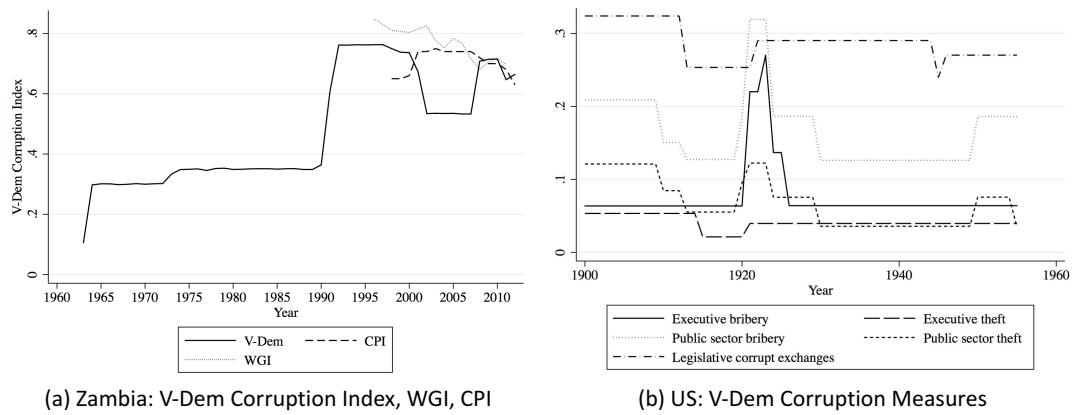 V-Dem Corruption Index
.8
.6
.4
.2
0
1960 1965 1970 1975 1980 1985 1990 1995 2000 2005 2010
Year
V-Dem CPI
WGI
(a) Zambia: V-Dem Corruption Index, WGI, CPI
.3
.2
.1
0
1900 1920 1940 1960
Year
Executive bribery Executive theft
Public sector bribery Public sector theft
Legislative corrupt exchanges
(b) US: V-Dem Corruption Measures